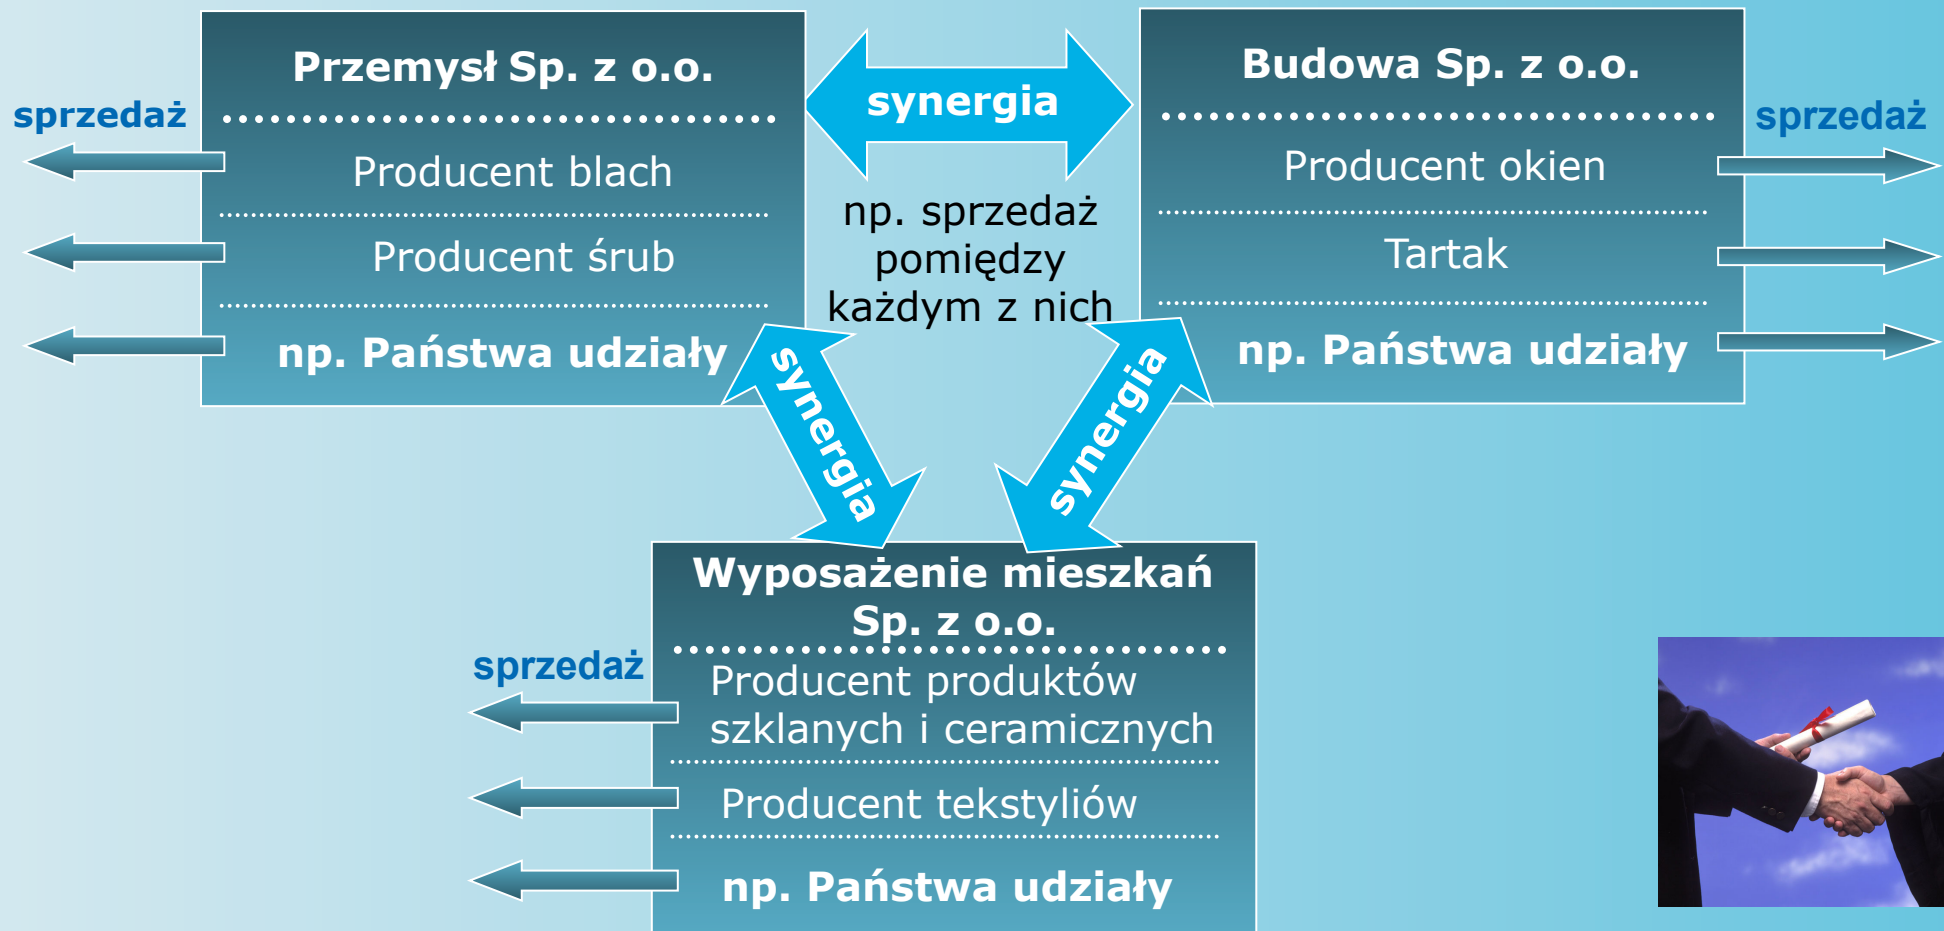 Przemysł Sp. z o.o.
sprzedaż
Producent blach
Producent śrub
np. Państwa udziały
synergia
np. sprzedaż
pomiędzy
każdym z nich
Budowa Sp. z o.o.
sprzedaż
Producent okien
Tartak
np. Państwa udziały
synergia
synergia
Wyposażenie mieszkań
Sp. z o.o.
sprzedaż
Producent produktów
szklanych i ceramicznych
Producent tekstyliów
np. Państwa udziały